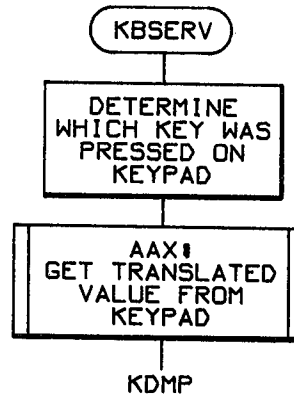 KBSERV
DETERMINE
WHICH KEY WAS
PRESSED ON
KEYPAD
AAX:
GET TRANSLATED
VALUE FROM
KEYPAD
KDMP